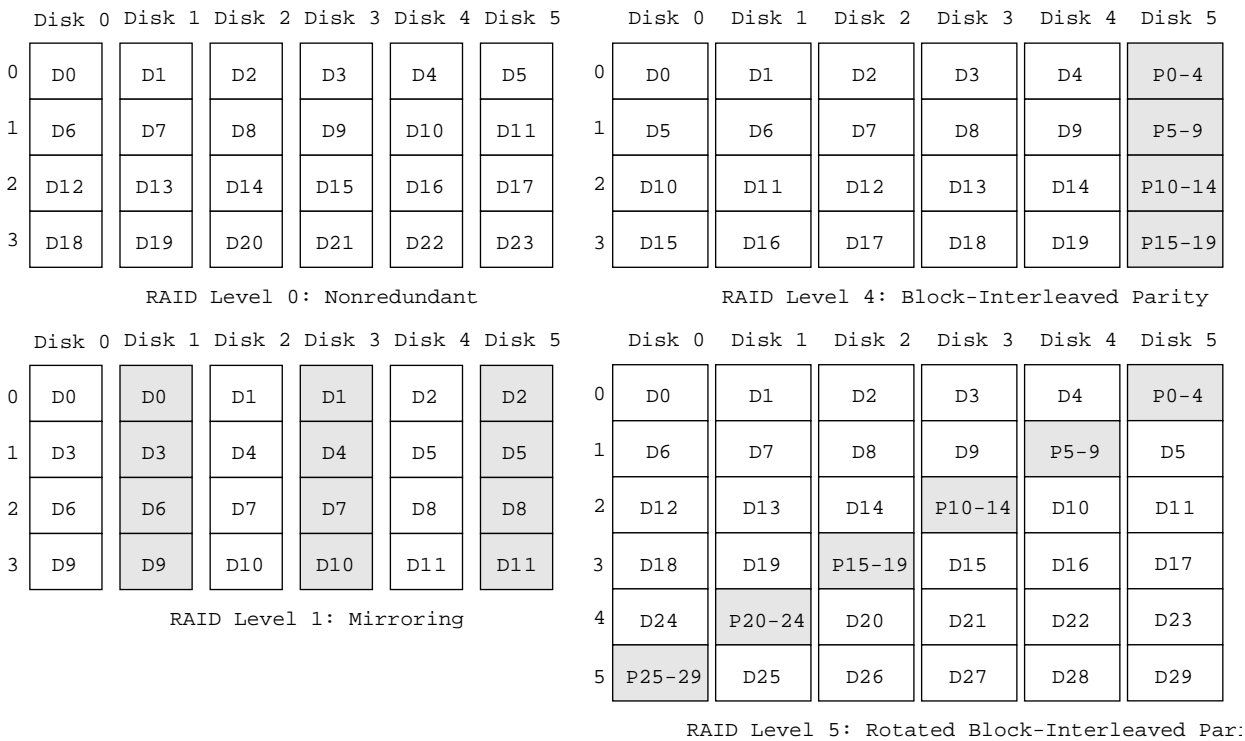 Disk 0 Disk 1 Disk 2 Disk 3 Disk 4 Disk 5
0 D0 D1 D2 D3 D4 D5
1 D6 D7 D8 D9 D10 D11
2 D12 D13 D14 D15 D16 D17
3 D18 D19 D20 D21 D22 D23
RAID Level 0: Nonredundant
Disk 0 Disk 1 Disk 2 Disk 3 Disk 4 Disk 5
0 D0 D1 D2 D3 D4 P0-4
1 D5 D6 D7 D8 D9 P5-9
2 D10 D11 D12 D13 D14 P10-14
3 D15 D16 D17 D18 D19 P15-19
RAID Level 4: Block-Interleaved Parity
Disk 0 Disk 1 Disk 2 Disk 3 Disk 4 Disk 5
0 D0 D0 D1 D1 D2 D2
1 D3 D3 D4 D4 D5 D5
2 D6 D6 D7 D7 D8 D8
3 D9 D9 D10 D10 D11 D11
RAID Level 1: Mirroring
Disk 0 Disk 1 Disk 2 Disk 3 Disk 4 Disk 5
0 D0 D1 D2 D3 D4 P0-4
1 D6 D7 D8 D9 P5-9 D5
2 D12 D13 D14 P10-14 D10 D11
3 D18 D19 P15-19 D15 D16 D17
4 D24 P20-24 D20 D21 D22 D23
5 P25-29 D25 D26 D27 D28 D29
RAID Level 5: Rotated Block-Interleaved